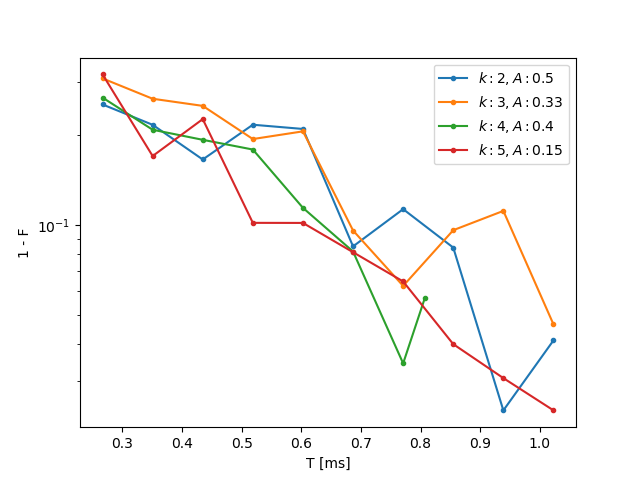 k : 2, A : 0.5
k : 3, A : 0.33
k : 4, A : 0.4
k : 5, A : 0.15
10⁻¹
1 - F
0.3 0.4 0.5 0.6 0.7 0.8 0.9 1.0
T [ms]